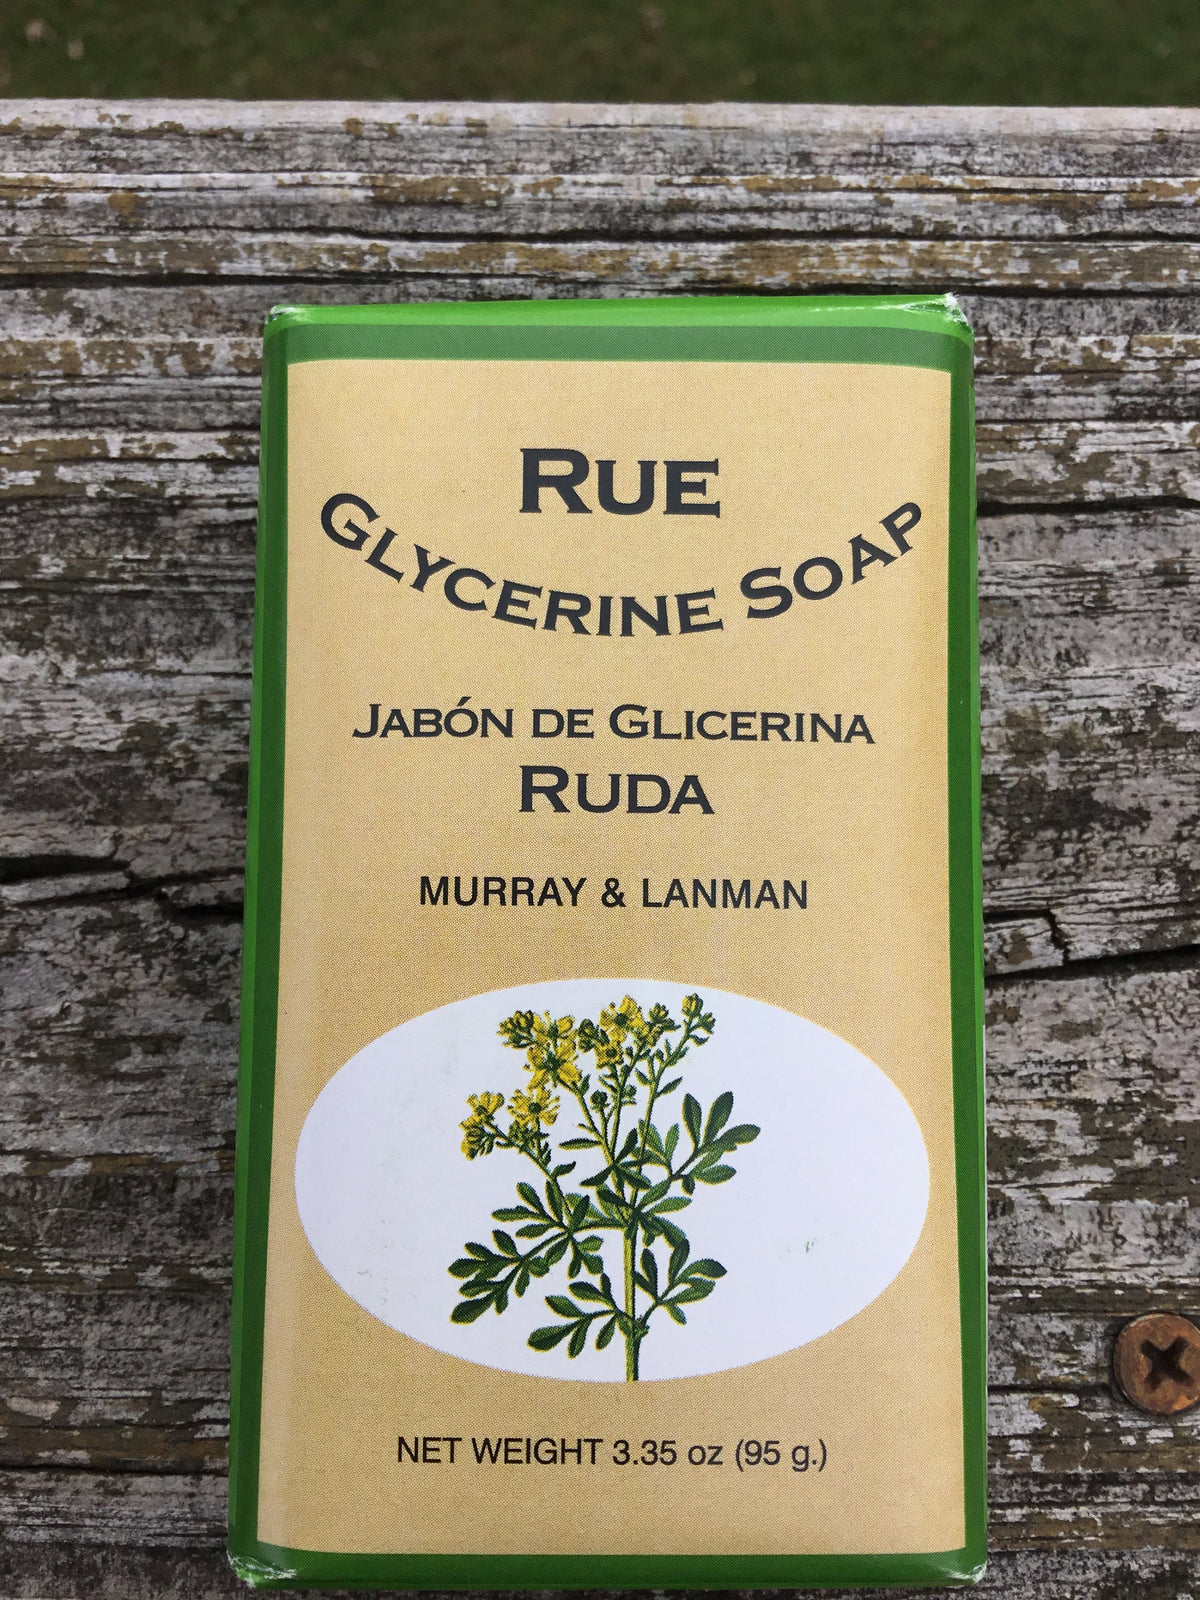 RUE
GLYCERINE SOAP
JABÓN DE GLICERINA
RUDA
MURRAY & LANMAN
NET WEIGHT 3.35 oz (95 g.)